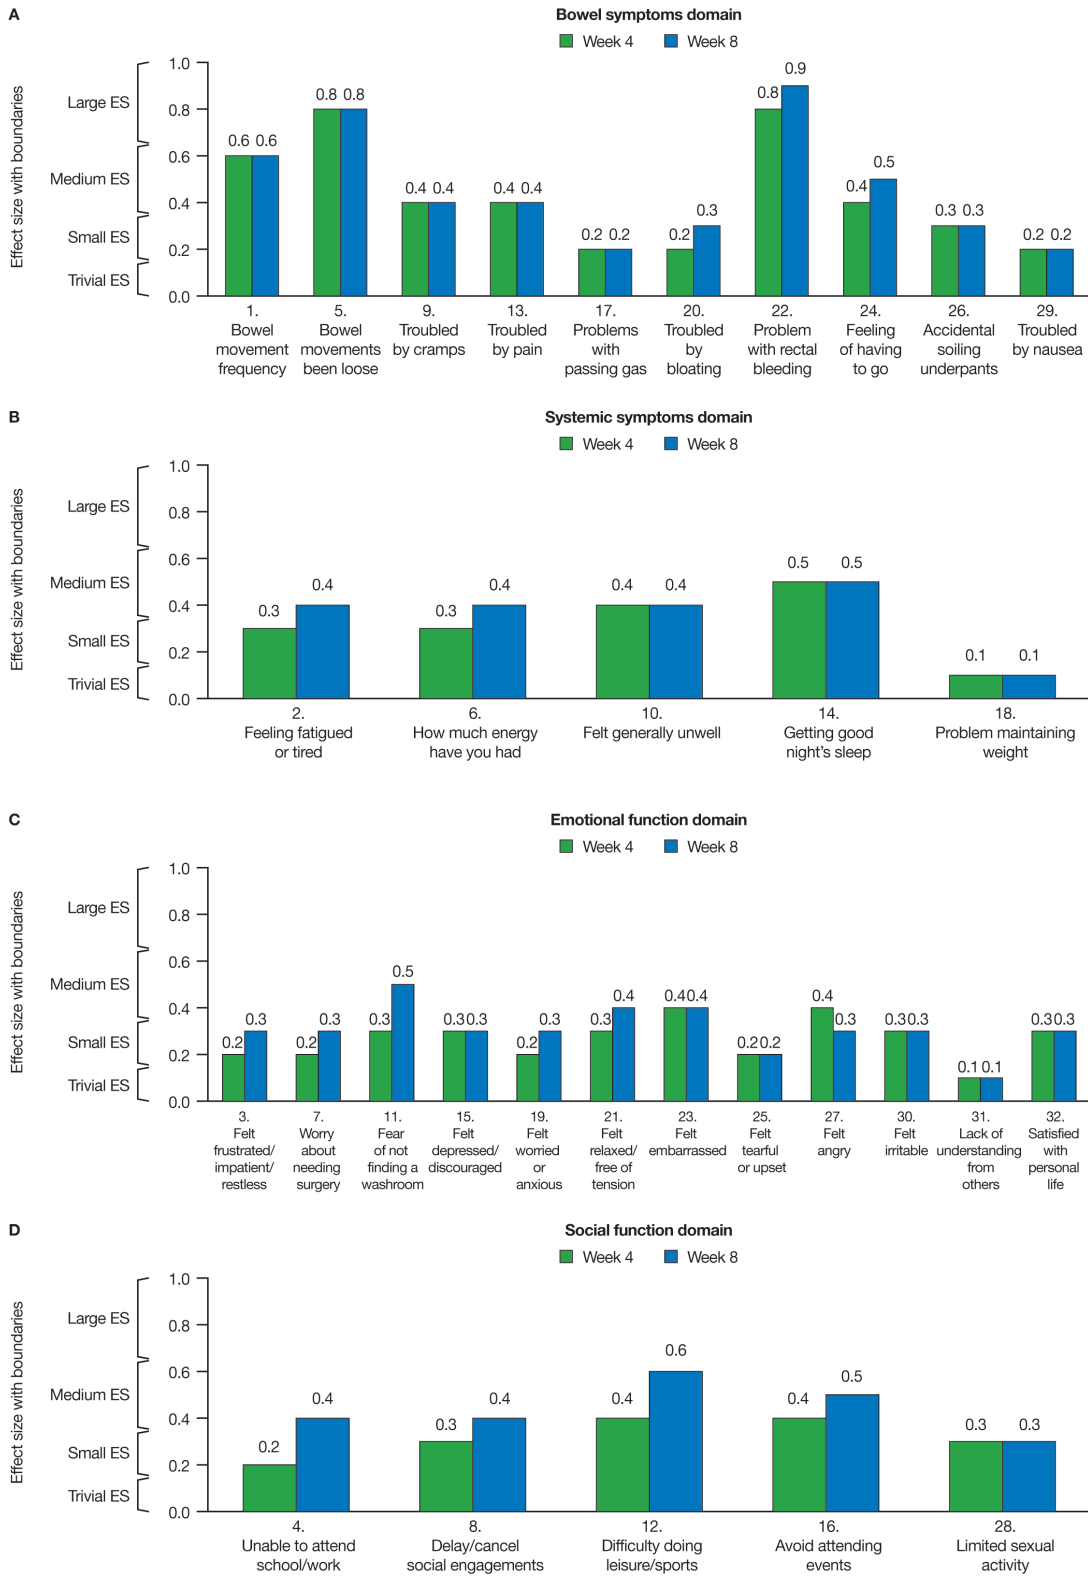 A
Bowel symptoms domain
Week 4 Week 8
Effect size with boundaries
Large ES
Medium ES
Small ES
Trivial ES
1.0
0.8
0.6
0.4
0.2
0.0
0.6 0.6
0.8 0.8
0.4 0.4
0.4 0.4
0.2 0.2
0.2 0.3
0.8 0.9
0.4 0.5
0.3 0.3
0.2 0.2
1.
Bowel
movement
frequency
5.
Bowel
movements
been loose
9.
Troubled
by cramps
13.
Troubled
by pain
17.
Problems
with
passing gas
20.
Troubled
by
bloating
22.
Problem
with rectal
bleeding
24.
Feeling
of having
to go
26.
Accidental
soiling
underpants
29.
Troubled
by nausea
B
Systemic symptoms domain
Week 4 Week 8
Effect size with boundaries
Large ES
Medium ES
Small ES
Trivial ES
1.0
0.8
0.6
0.4
0.2
0.0
0.3 0.4
0.3 0.4
0.4 0.4
0.5 0.5
0.1 0.1
2.
Feeling fatigued
or tired
6.
How much energy
have you had
10.
Felt generally unwell
14.
Getting good
night's sleep
18.
Problem maintaining
weight
C
Emotional function domain
Week 4 Week 8
Effect size with boundaries
Large ES
Medium ES
Small ES
Trivial ES
1.0
0.8
0.6
0.4
0.2
0.0
0.2 0.3
0.2 0.3
0.3 0.5
0.3 0.3
0.2 0.3
0.3 0.4
0.4 0.4
0.2 0.2
0.4 0.3
0.3 0.3
0.1 0.1
0.3 0.3
3.
Felt
frustrated/
impatient/
restless
7.
Worry
about
needing
surgery
11.
Fear
of not
finding a
washroom
15.
Felt
depressed/
discouraged
19.
Felt
worried
or
anxious
21.
Felt
relaxed/
free of
tension
23.
Felt
embarrassed
25.
Felt
tearful
or upset
27.
Felt
angry
30.
Felt
irritable
31.
Lack of
understanding
from
others
32.
Satisfied
with
personal
life
D
Social function domain
Week 4 Week 8
Effect size with boundaries
Large ES
Medium ES
Small ES
Trivial ES
1.0
0.8
0.6
0.4
0.2
0.0
0.2 0.4
0.3 0.4
0.4 0.6
0.4 0.5
0.3 0.3
4.
Unable to attend
school/work
8.
Delay/cancel
social engagements
12.
Difficulty doing
leisure/sports
16.
Avoid attending
events
28.
Limited sexual
activity